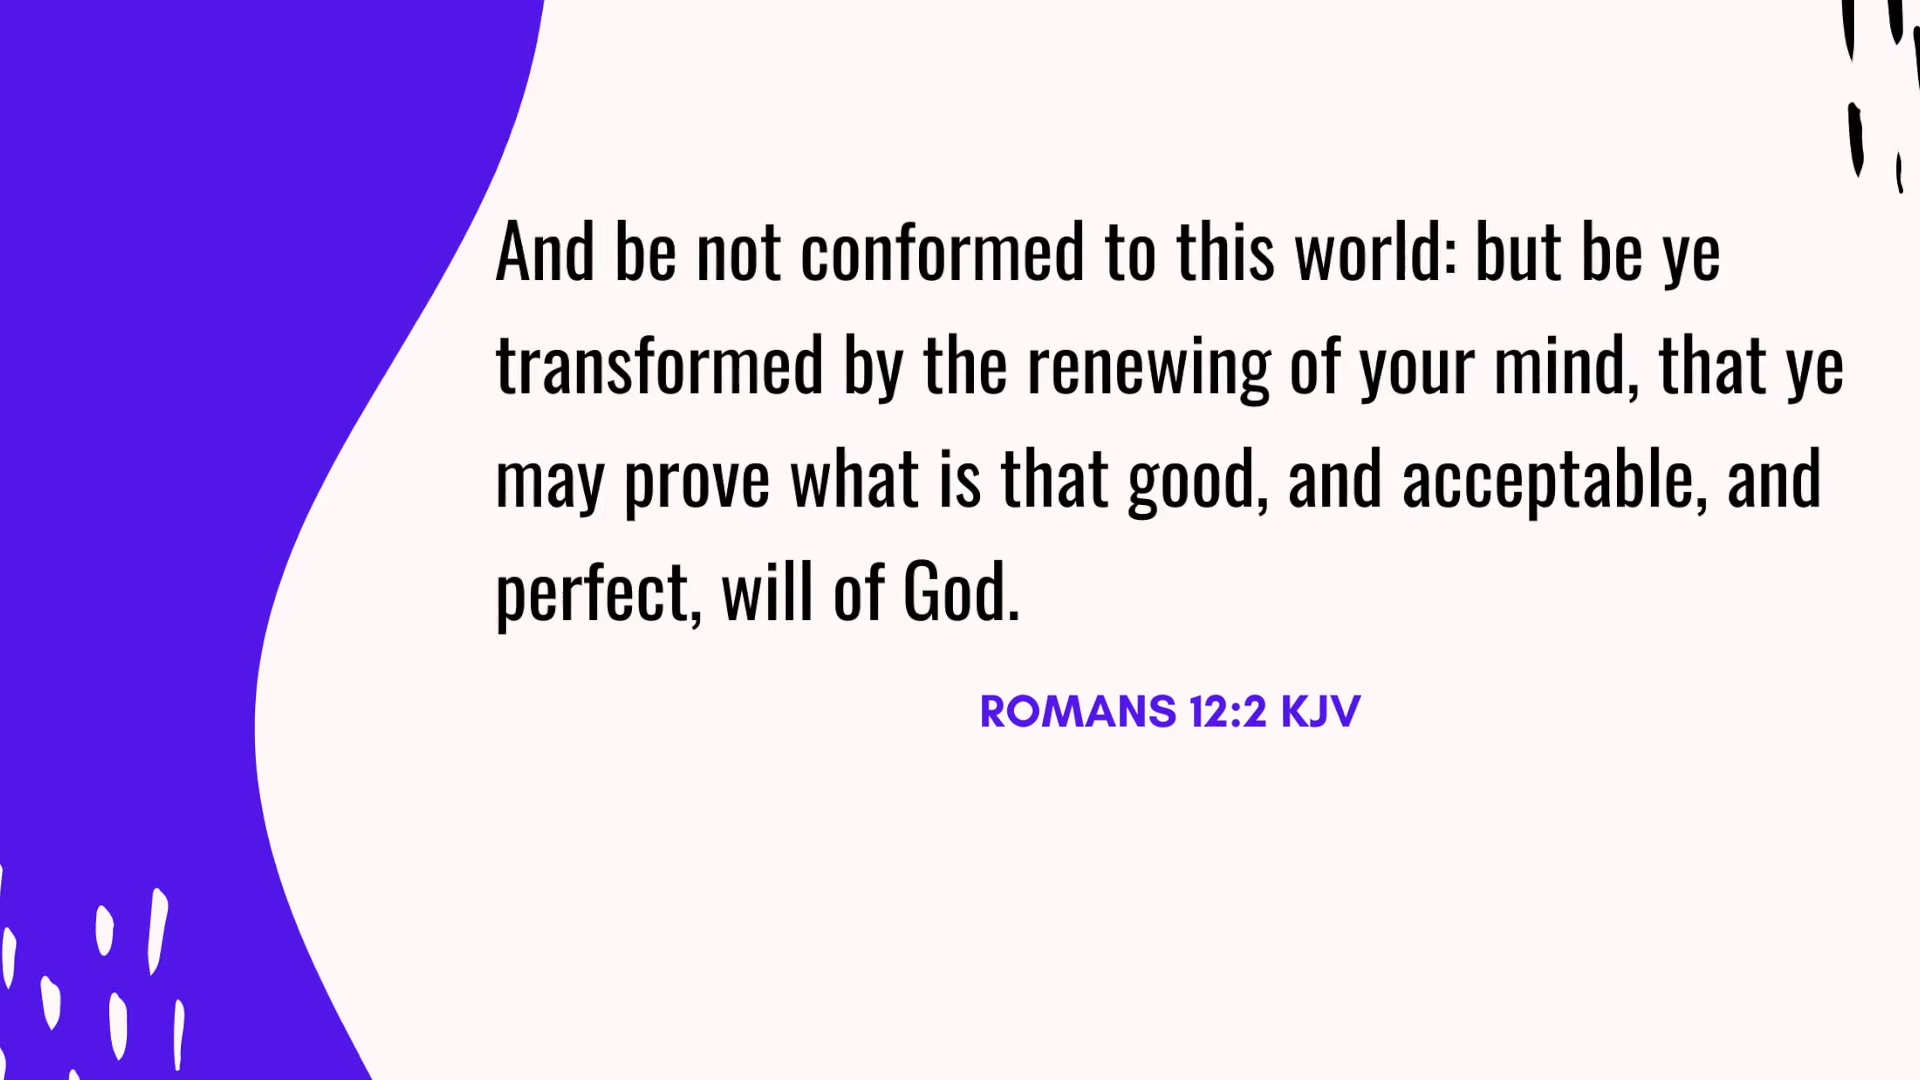 And be not conformed to this world: but be ye
transformed by the renewing of your mind, that ye
may prove what is that good, and acceptable, and
perfect, will of God.
ROMANS 12:2 KJV